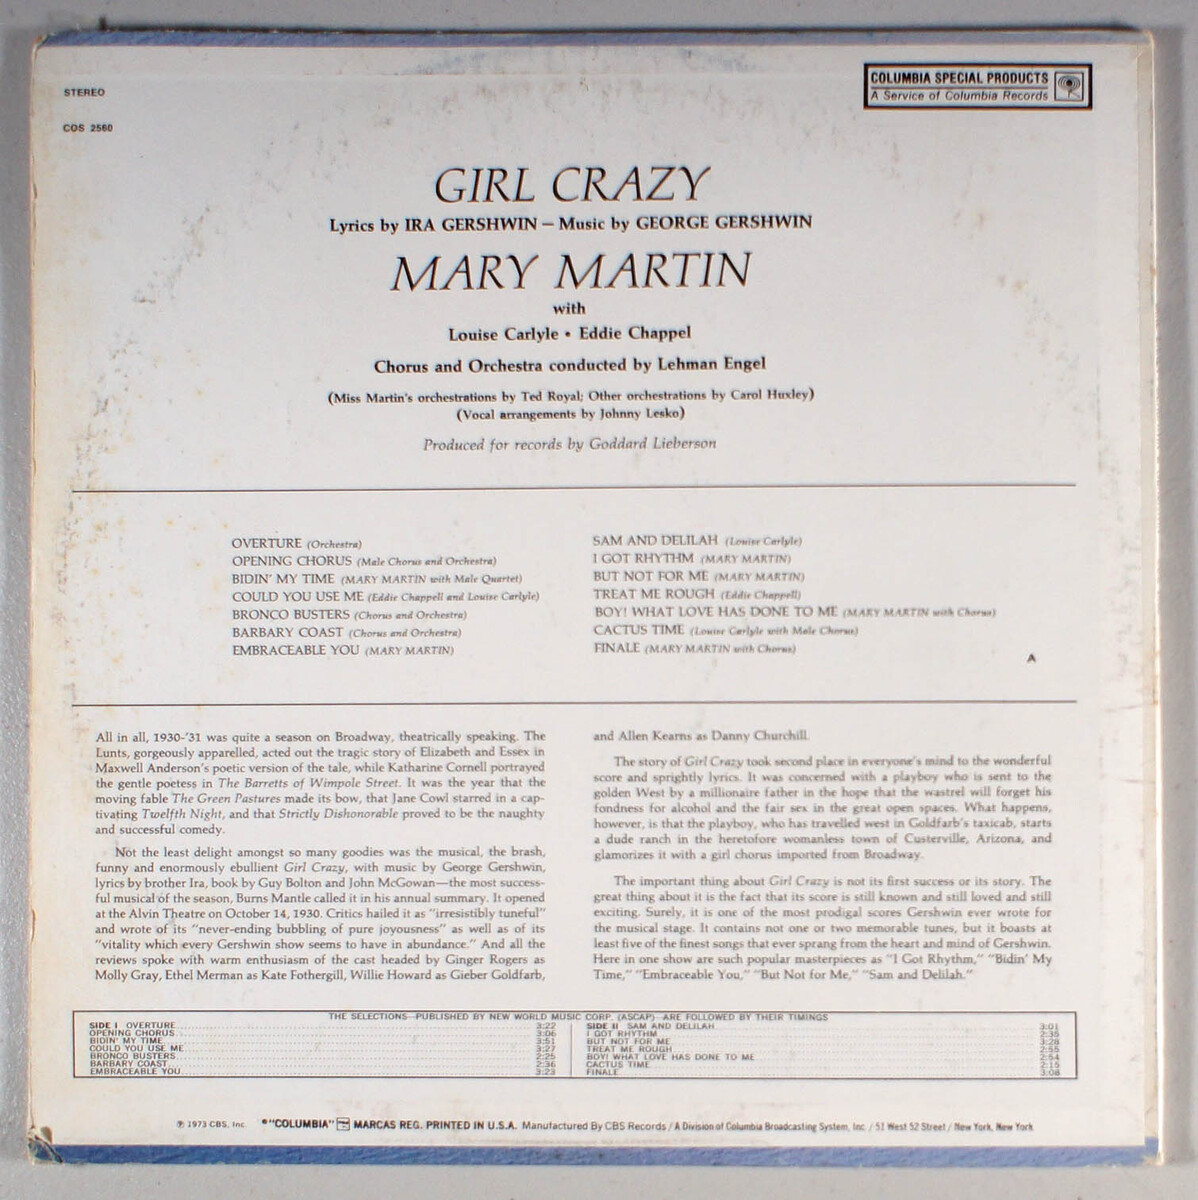 STEREO
COS 2560
COLUMBIA SPECIAL PRODUCTS
A Service of Columbia Records
GIRL CRAZY
Lyrics by IRA GERSHWIN – Music by GEORGE GERSHWIN
MARY MARTIN
with
Louise Carlyle • Eddie Chappel
Chorus and Orchestra conducted by Lehman Engel
(Miss Martin's orchestrations by Ted Royal; Other orchestrations by Carol Huxley)
(Vocal arrangements by Johnny Lesko)
Produced for records by Goddard Lieberson
OVERTURE (Orchestra)
OPENING CHORUS (Male Chorus and Orchestra)
BIDIN' MY TIME (MARY MARTIN with Male Quartet)
COULD YOU USE ME (Eddie Chappell and Louise Carlyle)
BRONCO BUSTERS (Chorus and Orchestra)
BARBARY COAST (Chorus and Orchestra)
EMBRACEABLE YOU (MARY MARTIN)
SAM AND DELILAH (Louise Carlyle)
I GOT RHYTHM (MARY MARTIN)
BUT NOT FOR ME (MARY MARTIN)
TREAT ME ROUGH (Eddie Chappell)
BOY! WHAT LOVE HAS DONE TO ME (MARY MARTIN with Chorus)
CACTUS TIME (Louise Carlyle with Male Chorus)
FINALE (MARY MARTIN with Chorus)
A
All in all, 1930-'31 was quite a season on Broadway, theatrically speaking. The
Lunts, gorgeously apparelled, acted out the tragic story of Elizabeth and Essex in
Maxwell Anderson's poetic version of the tale, while Katharine Cornell portrayed
the gentle poetess in The Barretts of Wimpole Street. It was the year that the
moving fable The Green Pastures made its bow, that Jane Cowl starred in a cap-
tivating Twelfth Night, and that Strictly Dishonorable proved to be the naughty
and successful comedy.
Not the least delight amongst so many goodies was the musical, the brash,
funny and enormously ebullient Girl Crazy, with music by George Gershwin,
lyrics by brother Ira, book by Guy Bolton and John McGowan—the most success-
ful musical of the season, Burns Mantle called it in his annual summary. It opened
at the Alvin Theatre on October 14, 1930. Critics hailed it as "irresistibly tuneful"
and wrote of its "never-ending bubbling of pure joyousness" as well as of its
"vitality which every Gershwin show seems to have in abundance." And all the
reviews spoke with warm enthusiasm of the cast headed by Ginger Rogers as
Molly Gray, Ethel Merman as Kate Fothergill, Willie Howard as Gieber Goldfarb,
and Allen Kearns as Danny Churchill.
The story of Girl Crazy took second place in everyone's mind to the wonderful
score and sprightly lyrics. It was concerned with a playboy who is sent to the
golden West by a millionaire father in the hope that the wastrel will forget his
fondness for alcohol and the fair sex in the great open spaces. What happens,
however, is that the playboy, who has travelled west in Goldfarb's taxicab, starts
a dude ranch in the heretofore womanless town of Custerville, Arizona, and
glamorizes it with a girl chorus imported from Broadway.
The important thing about Girl Crazy is not its first success or its story. The
great thing about it is the fact that its score is still known and still loved and still
exciting. Surely, it is one of the most prodigal scores Gershwin ever wrote for
the musical stage. It contains not one or two memorable tunes, but it boasts at
least five of the finest songs that ever sprang from the heart and mind of Gershwin.
Here in one show are such popular masterpieces as "I Got Rhythm," "Bidin' My
Time," "Embraceable You," "But Not for Me," "Sam and Delilah."
THE SELECTIONS—PUBLISHED BY NEW WORLD MUSIC CORP. (ASCAP)—ARE FOLLOWED BY THEIR TIMINGS
SIDE I OVERTURE 3:22
OPENING CHORUS 3:06
BIDIN' MY TIME 3:51
COULD YOU USE ME 3:27
BRONCO BUSTERS 2:25
BARBARY COAST 2:36
EMBRACEABLE YOU 3:23
SIDE II SAM AND DELILAH 3:01
I GOT RHYTHM 2:35
BUT NOT FOR ME 3:28
TREAT ME ROUGH 2:55
BOY! WHAT LOVE HAS DONE TO ME 2:54
CACTUS TIME 2:15
FINALE 3:08
℗ 1973 CBS, Inc. ®"COLUMBIA" MARCAS REG. PRINTED IN U.S.A. Manufactured By CBS Records / A Division of Columbia Broadcasting System, Inc. / 51 West 52 Street / New York, New York